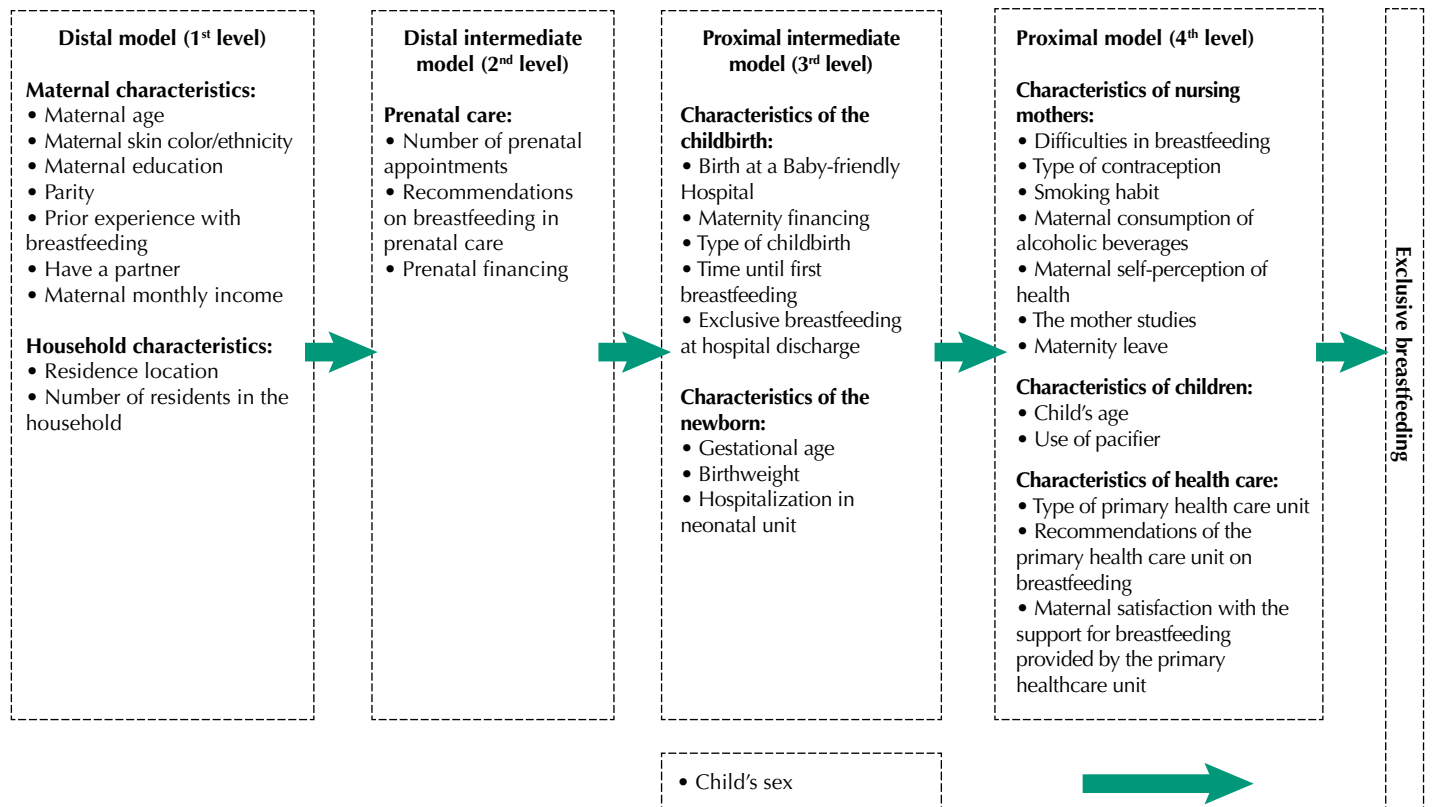 Distal model (1st level)
Maternal characteristics:
• Maternal age
• Maternal skin color/ethnicity
• Maternal education
• Parity
• Prior experience with
breastfeeding
• Have a partner
• Maternal monthly income
Household characteristics:
• Residence location
• Number of residents in the
household
Distal intermediate
model (2nd level)
Prenatal care:
• Number of prenatal
appointments
• Recommendations
on breastfeeding in
prenatal care
• Prenatal financing
Proximal intermediate
model (3rd level)
Characteristics of the
childbirth:
• Birth at a Baby-friendly
Hospital
• Maternity financing
• Type of childbirth
• Time until first
breastfeeding
• Exclusive breastfeeding
at hospital discharge
Characteristics of the
newborn:
• Gestational age
• Birthweight
• Hospitalization in
neonatal unit
Proximal model (4th level)
Characteristics of nursing
mothers:
• Difficulties in breastfeeding
• Type of contraception
• Smoking habit
• Maternal consumption of
alcoholic beverages
• Maternal self-perception of
health
• The mother studies
• Maternity leave
Characteristics of children:
• Child's age
• Use of pacifier
Characteristics of health care:
• Type of primary health care unit
• Recommendations of the
primary health care unit on
breastfeeding
• Maternal satisfaction with the
support for breastfeeding
provided by the primary
healthcare unit
Exclusive breastfeeding
• Child's sex